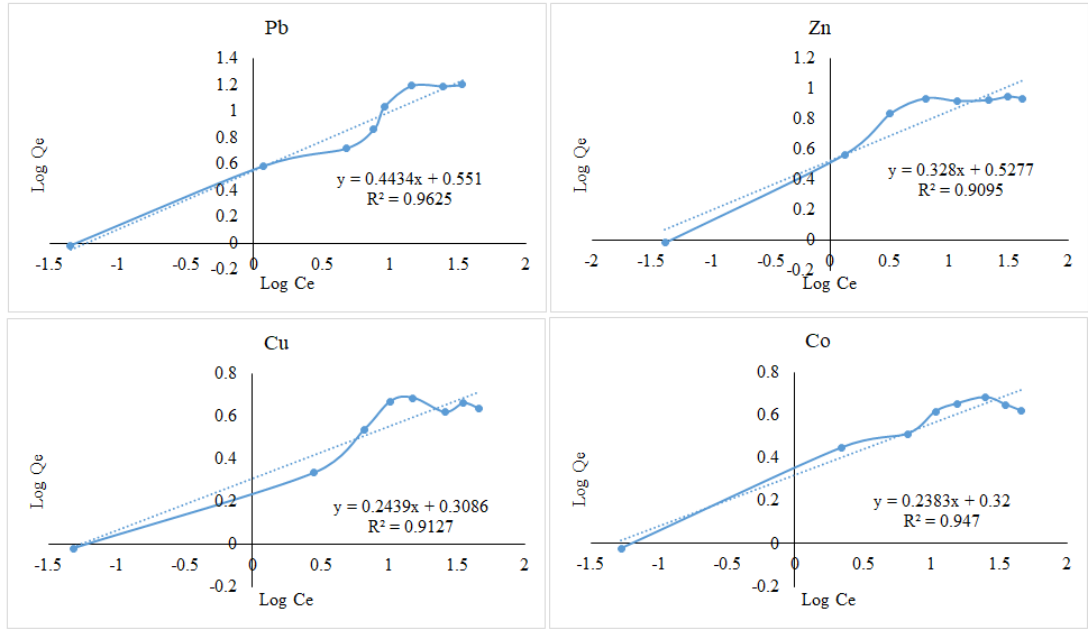 Pb
1.4
1.2
1
0.8
0.6
0.4
0.2
0
-0.2
-1.5 -1 -0.5 0 0.5 1 1.5 2
Log Qe
Log Ce
y = 0.4434x + 0.551
R² = 0.9625
Zn
1.2
1
0.8
0.6
0.4
0.2
0
-0.2
-2 -1.5 -1 -0.5 0 0.5 1 1.5 2
Log Qe
Log Ce
y = 0.328x + 0.5277
R² = 0.9095
Cu
0.8
0.6
0.4
0.2
0
-0.2
-1.5 -1 -0.5 0 0.5 1 1.5 2
Log Qe
Log Ce
y = 0.2439x + 0.3086
R² = 0.9127
Co
0.8
0.6
0.4
0.2
0
-0.2
-1.5 -1 -0.5 0 0.5 1 1.5 2
Log Qe
Log Ce
y = 0.2383x + 0.32
R² = 0.947